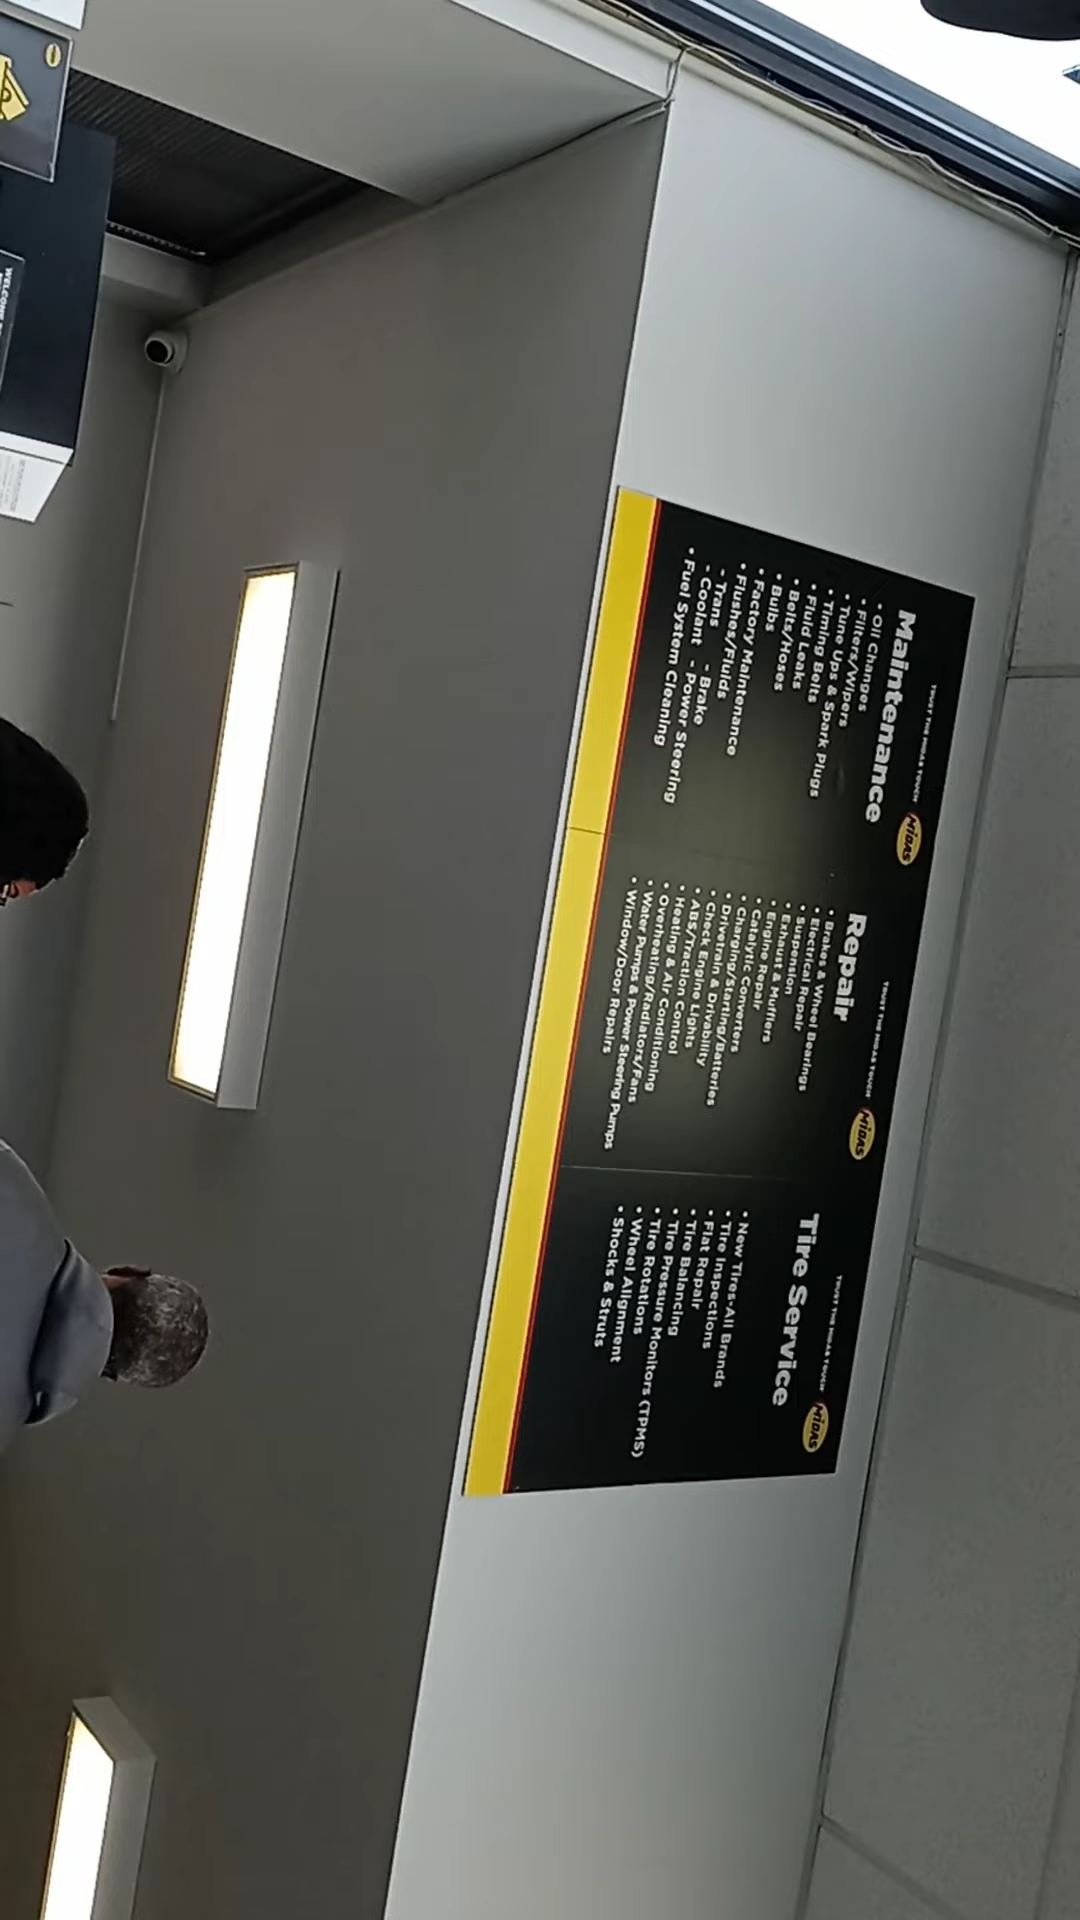 TRUST THE MIDAS TOUCH MIDAS
Maintenance
• Oil Changes
• Filters/Wipers
• Tune Ups & Spark Plugs
• Timing Belts
• Fluid Leaks
• Belts/Hoses
• Bulbs
• Factory Maintenance
• Flushes/Fluids
- Trans - Brake
- Coolant - Power Steering
• Fuel System Cleaning
TRUST THE MIDAS TOUCH MIDAS
Repair
• Brakes & Wheel Bearings
• Electrical Repair
• Suspension
• Exhaust & Mufflers
• Engine Repair
• Catalytic Converters
• Charging/Starting/Batteries
• Drivetrain & Drivability
• Check Engine Lights
• ABS/Traction Control
• Heating & Air Conditioning
• Overheating/Radiators/Fans
• Water Pumps & Power Steering Pumps
• Window/Door Repairs
TRUST THE MIDAS TOUCH MIDAS
Tire Service
• New Tires-All Brands
• Tire Inspections
• Flat Repair
• Tire Balancing
• Tire Pressure Monitors (TPMS)
• Tire Rotations
• Wheel Alignment
• Shocks & Struts
WELCOME